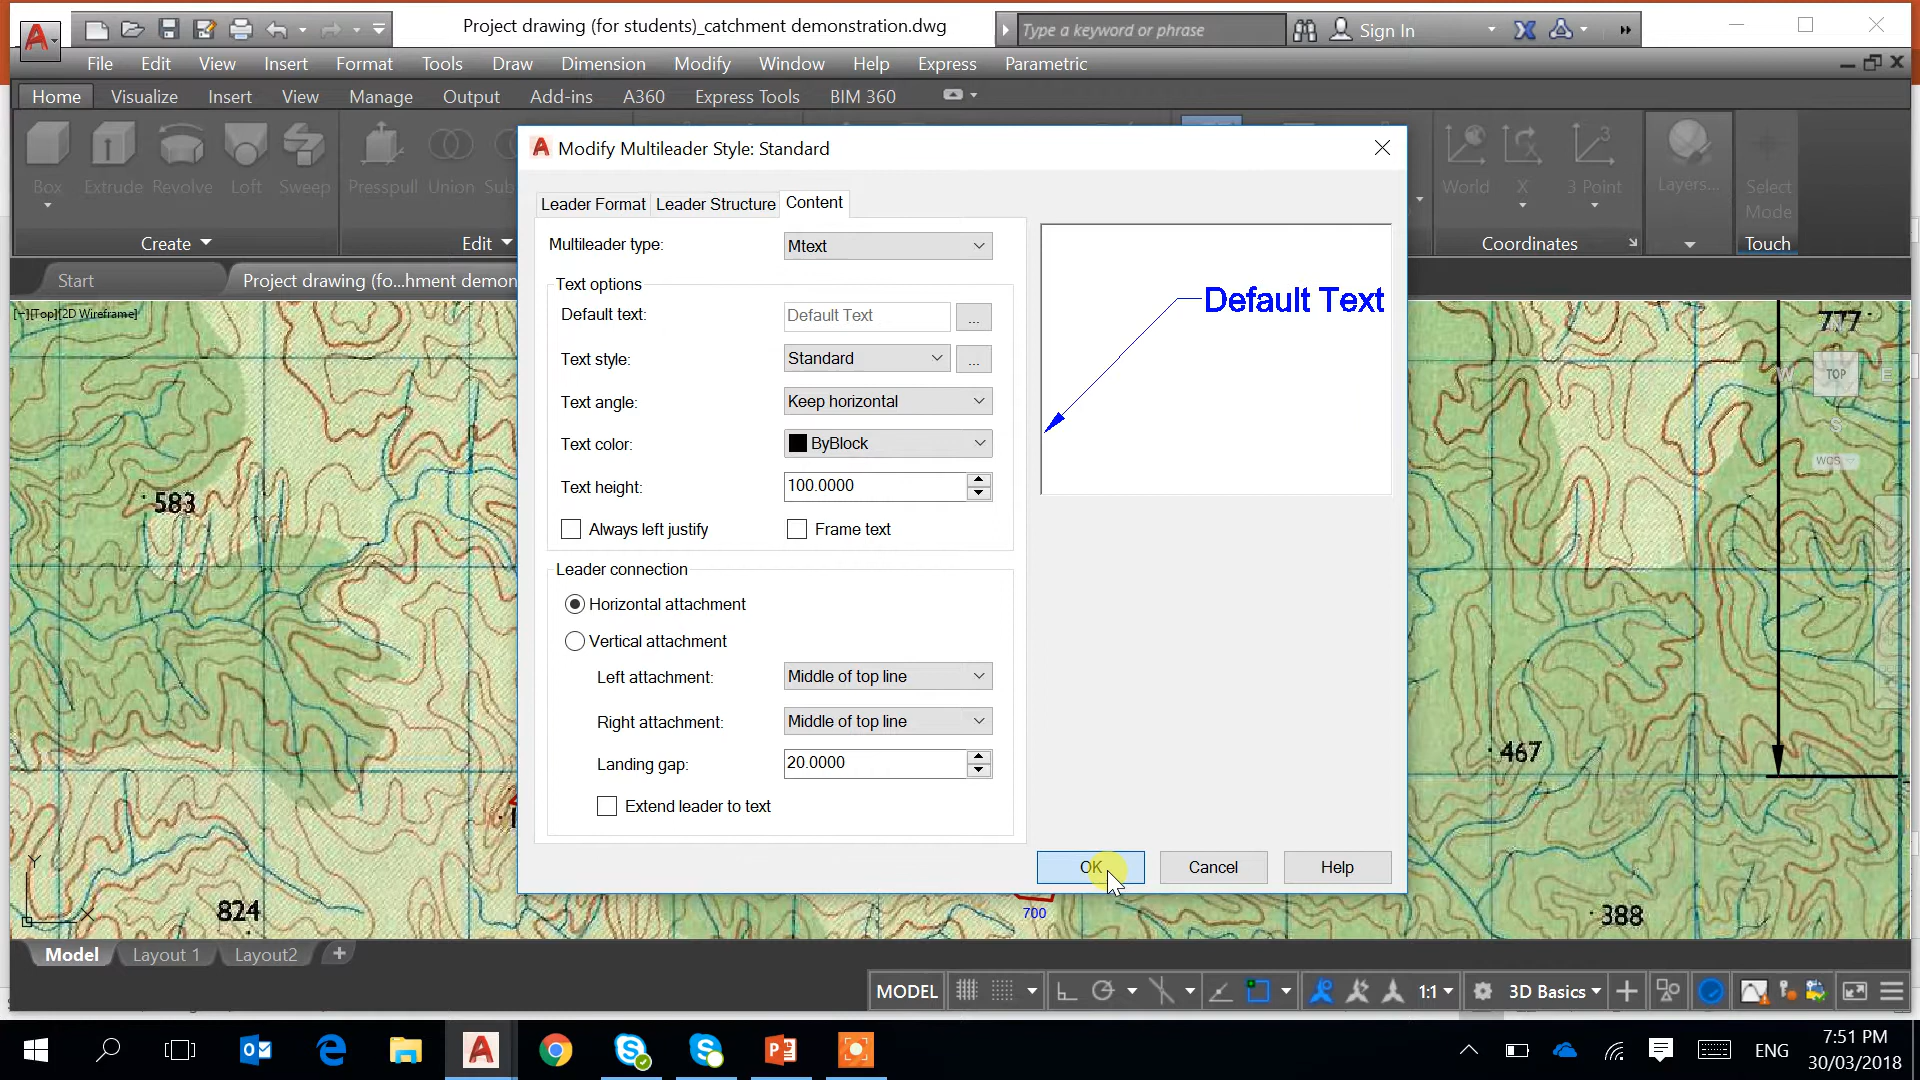 Project drawing (for students)_catchment demonstration.dwg
Type a keyword or phrase
Sign In
File Edit View Insert Format Tools Draw Dimension Modify Window Help Express Parametric
Home Visualize Insert View Manage Output Add-ins A360 Express Tools BIM 360
Box Extrude Revolve Loft Sweep Presspull Union Sub World X 3 Point Layers... Select Mode
Create Edit Coordinates Touch
Start
Project drawing (fo...hment demon
[−][Top][2D Wireframe]
Modify Multileader Style: Standard
Leader Format Leader Structure Content
Multileader type: Mtext
Text options
Default text: Default Text ...
Text style: Standard ...
Text angle: Keep horizontal
Text color: ByBlock
Text height: 100.0000
Always left justify Frame text
Leader connection
Horizontal attachment
Vertical attachment
Left attachment: Middle of top line
Right attachment: Middle of top line
Landing gap: 20.0000
Extend leader to text
Default Text
OK Cancel Help
777
W TOP E
S
WCS
583
467
824
700
388
Y
X
Model Layout 1 Layout2 +
MODEL 1:1 3D Basics
ENG
7:51 PM
30/03/2018